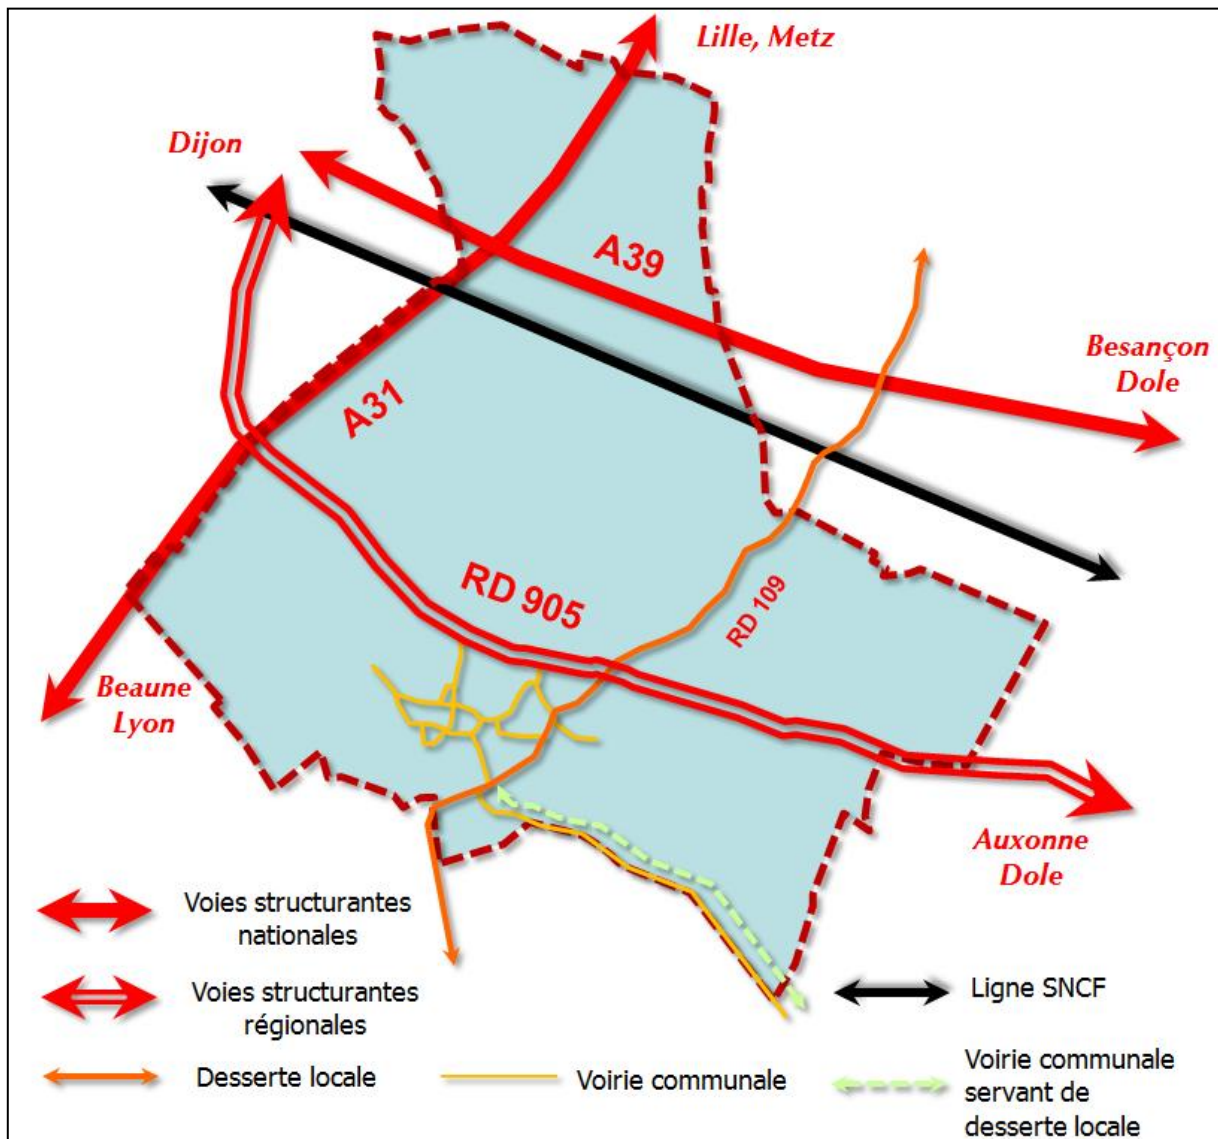 Lille, Metz
Dijon
A39
Besançon
Dole
A31
RD 905
RD 109
Beaune
Lyon
Auxonne
Dole
Voies structurantes
nationales
Voies structurantes
régionales
Ligne SNCF
Desserte locale
Voirie communale
Voirie communale
servant de
desserte locale